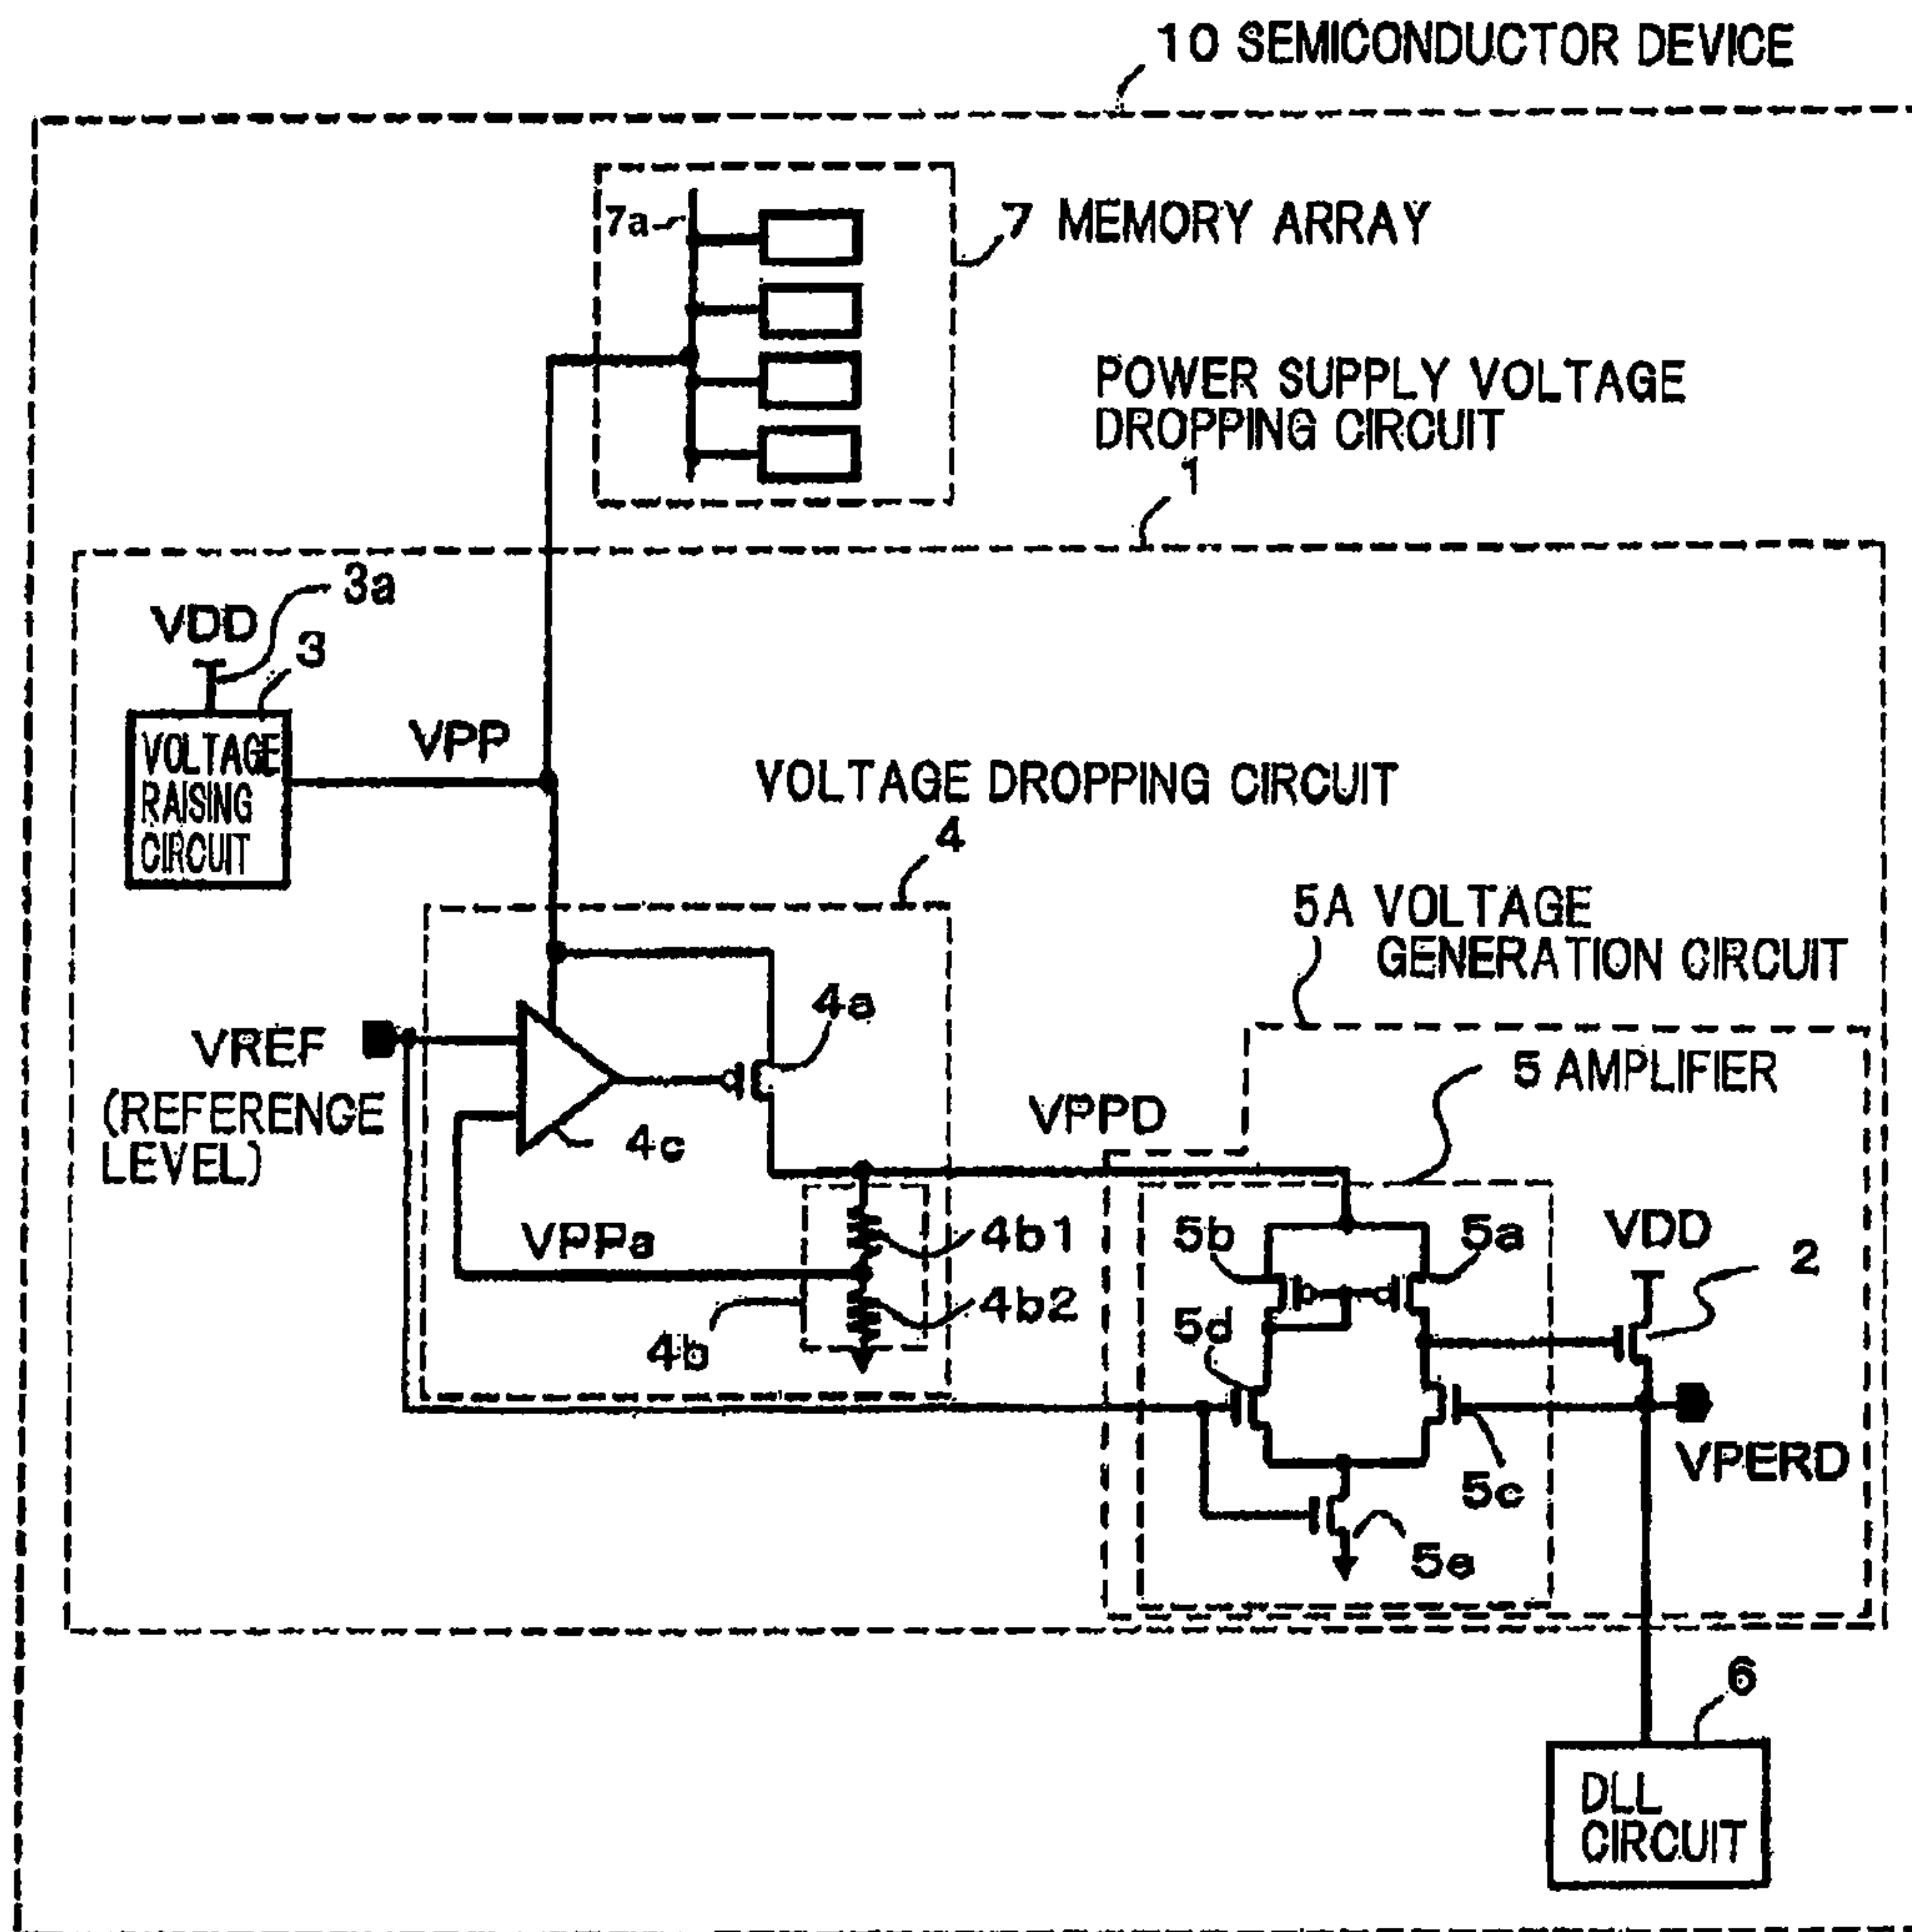 10 SEMICONDUCTOR DEVICE
7a
7 MEMORY ARRAY
POWER SUPPLY VOLTAGE
DROPPING CIRCUIT
1
3a
VDD
3
VOLTAGE
RAISING
CIRCUIT
VPP
VOLTAGE DROPPING CIRCUIT
4
5A VOLTAGE
GENERATION CIRCUIT
4a
VREF
(REFERENCE
LEVEL)
4c
5 AMPLIFIER
VPPD
VPPa
4b1
4b2
4b
5b
5a
VDD
2
5d
5c
VPERD
5e
6
DLL
CIRCUIT